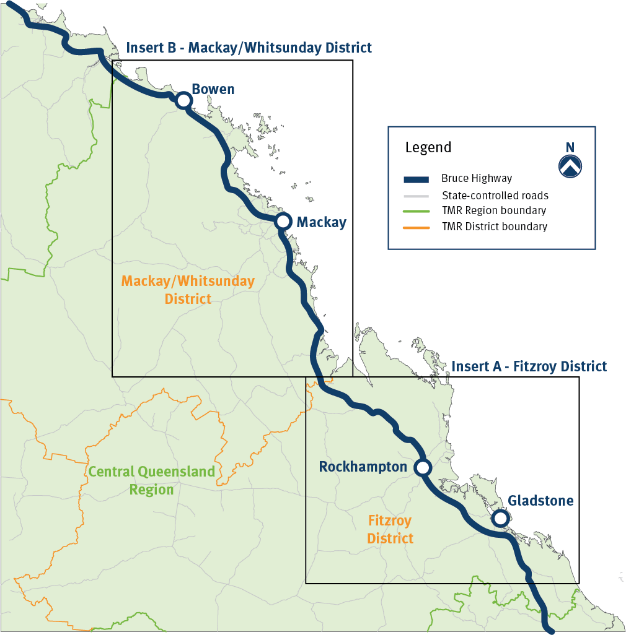 Insert B - Mackay/Whitsunday District
Bowen
Legend
N
Bruce Highway
State-controlled roads
TMR Region boundary
TMR District boundary
Mackay
Mackay/Whitsunday
District
Insert A - Fitzroy District
Rockhampton
Central Queensland
Region
Gladstone
Fitzroy
District